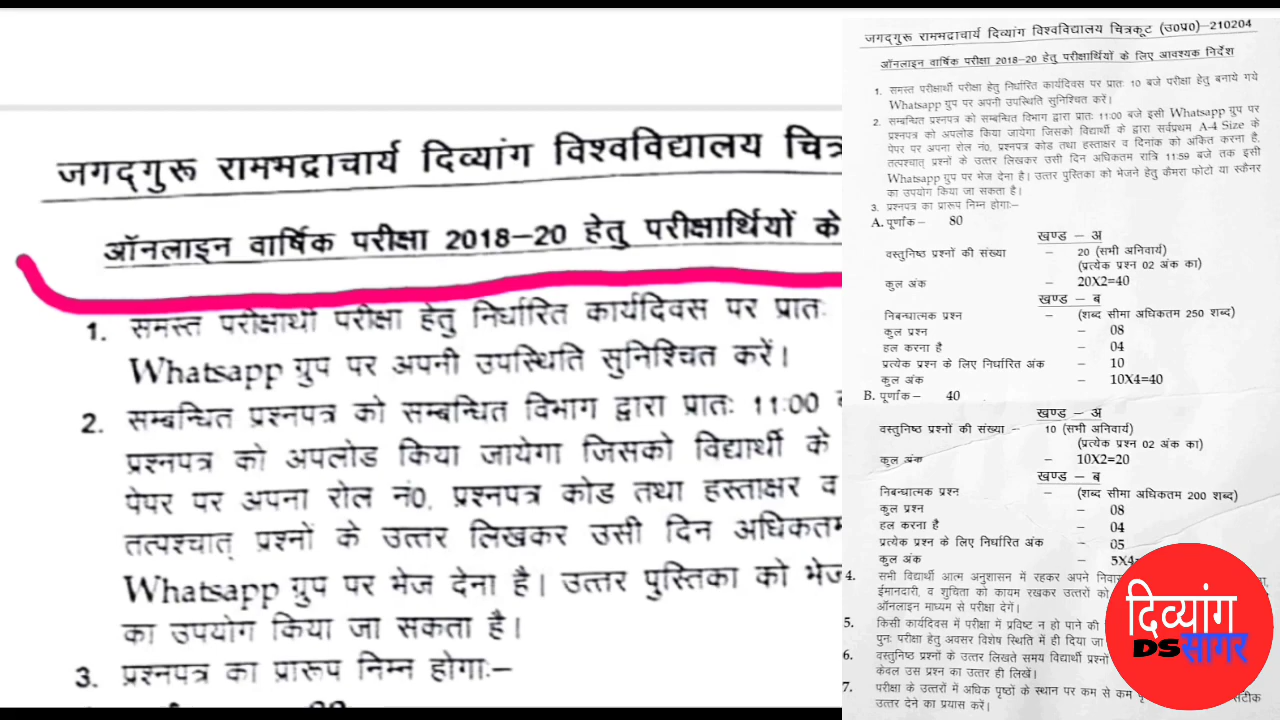 जगद्गुरू रामभद्राचार्य दिव्यांग विश्वविद्यालय
ऑनलाइन वार्षिक परीक्षा 2018–20 हेतु परीक्षार्थियों के
1. समस्त परीक्षार्थी परीक्षा हेतु निर्धारित कार्यदिवस पर प्रातः
Whatsapp ग्रुप पर अपनी उपस्थिति सुनिश्चित करें।
2. सम्बन्धित प्रश्नपत्र को सम्बन्धित विभाग द्वारा प्रातः 11:00
प्रश्नपत्र को अपलोड किया जायेगा जिसको विद्यार्थी के
पेपर पर अपना रोल नं0, प्रश्नपत्र कोड तथा हस्ताक्षर व
तत्पश्चात् प्रश्नों के उत्तर लिखकर उसी दिन अधिकतम
Whatsapp ग्रुप पर भेज देना है। उत्तर पुस्तिका को भेज
का उपयोग किया जा सकता है।
3. प्रश्नपत्र का प्रारूप निम्न होगाः–
जगद्गुरू रामभद्राचार्य दिव्यांग विश्वविद्यालय चित्रकूट (उ0प्र0)–210204
ऑनलाइन वार्षिक परीक्षा 2018–20 हेतु परीक्षार्थियों के लिए आवश्यक निर्देश
1. समस्त परीक्षार्थी परीक्षा हेतु निर्धारित कार्यदिवस पर प्रातः 10 बजे परीक्षा हेतु बनाये गये
Whatsapp ग्रुप पर अपनी उपस्थिति सुनिश्चित करें।
2. सम्बन्धित प्रश्नपत्र को सम्बन्धित विभाग द्वारा प्रातः 11:00 बजे इसी Whatsapp ग्रुप पर
प्रश्नपत्र को अपलोड किया जायेगा जिसको विद्यार्थी के द्वारा सर्वप्रथम A-4 Size के
पेपर पर अपना रोल नं0, प्रश्नपत्र कोड तथा हस्ताक्षर व दिनांक को अंकित करना है,
तत्पश्चात् प्रश्नों के उत्तर लिखकर उसी दिन अधिकतम रात्रि 11:59 बजे तक इसी
Whatsapp ग्रुप पर भेज देना है। उत्तर पुस्तिका को भेजने हेतु कैमरा फोटो या स्कैनर
का उपयोग किया जा सकता है।
3. प्रश्नपत्र का प्रारूप निम्न होगाः–
A. पूर्णांक– 80
खण्ड – अ
वस्तुनिष्ठ प्रश्नों की संख्या – 20 (सभी अनिवार्य)
(प्रत्येक प्रश्न 02 अंक का)
कुल अंक – 20X2=40
खण्ड – ब
निबन्धात्मक प्रश्न – (शब्द सीमा अधिकतम 250 शब्द)
कुल प्रश्न – 08
हल करना है – 04
प्रत्येक प्रश्न के लिए निर्धारित अंक – 10
कुल अंक – 10X4=40
B. पूर्णांक– 40
खण्ड – अ
वस्तुनिष्ठ प्रश्नों की संख्या – 10 (सभी अनिवार्य)
(प्रत्येक प्रश्न 02 अंक का)
कुल अंक – 10X2=20
खण्ड – ब
निबन्धात्मक प्रश्न – (शब्द सीमा अधिकतम 200 शब्द)
कुल प्रश्न – 08
हल करना है – 04
प्रत्येक प्रश्न के लिए निर्धारित अंक – 05
कुल अंक – 5X4=
4. सभी विद्यार्थी आत्म अनुशासन में रहकर अपने
ईमानदारी, व शुचिता को कायम रखकर उत्तरों को
ऑनलाइन माध्यम से परीक्षा देगें।
5. किसी कार्यदिवस में परीक्षा में प्रविष्ट न हो पाने की
पुनः परीक्षा हेतु अवसर विशेष स्थिति में ही दिया जा
6. वस्तुनिष्ठ प्रश्नों के उत्तर लिखते समय विद्यार्थी प्रश्नों
केवल उस प्रश्न का उत्तर ही लिखें।
7. परीक्षा के उत्तरों में अधिक पृष्ठों के स्थान पर कम से कम
उत्तर देने का प्रयास करें।
दिव्यांग
DSसागर